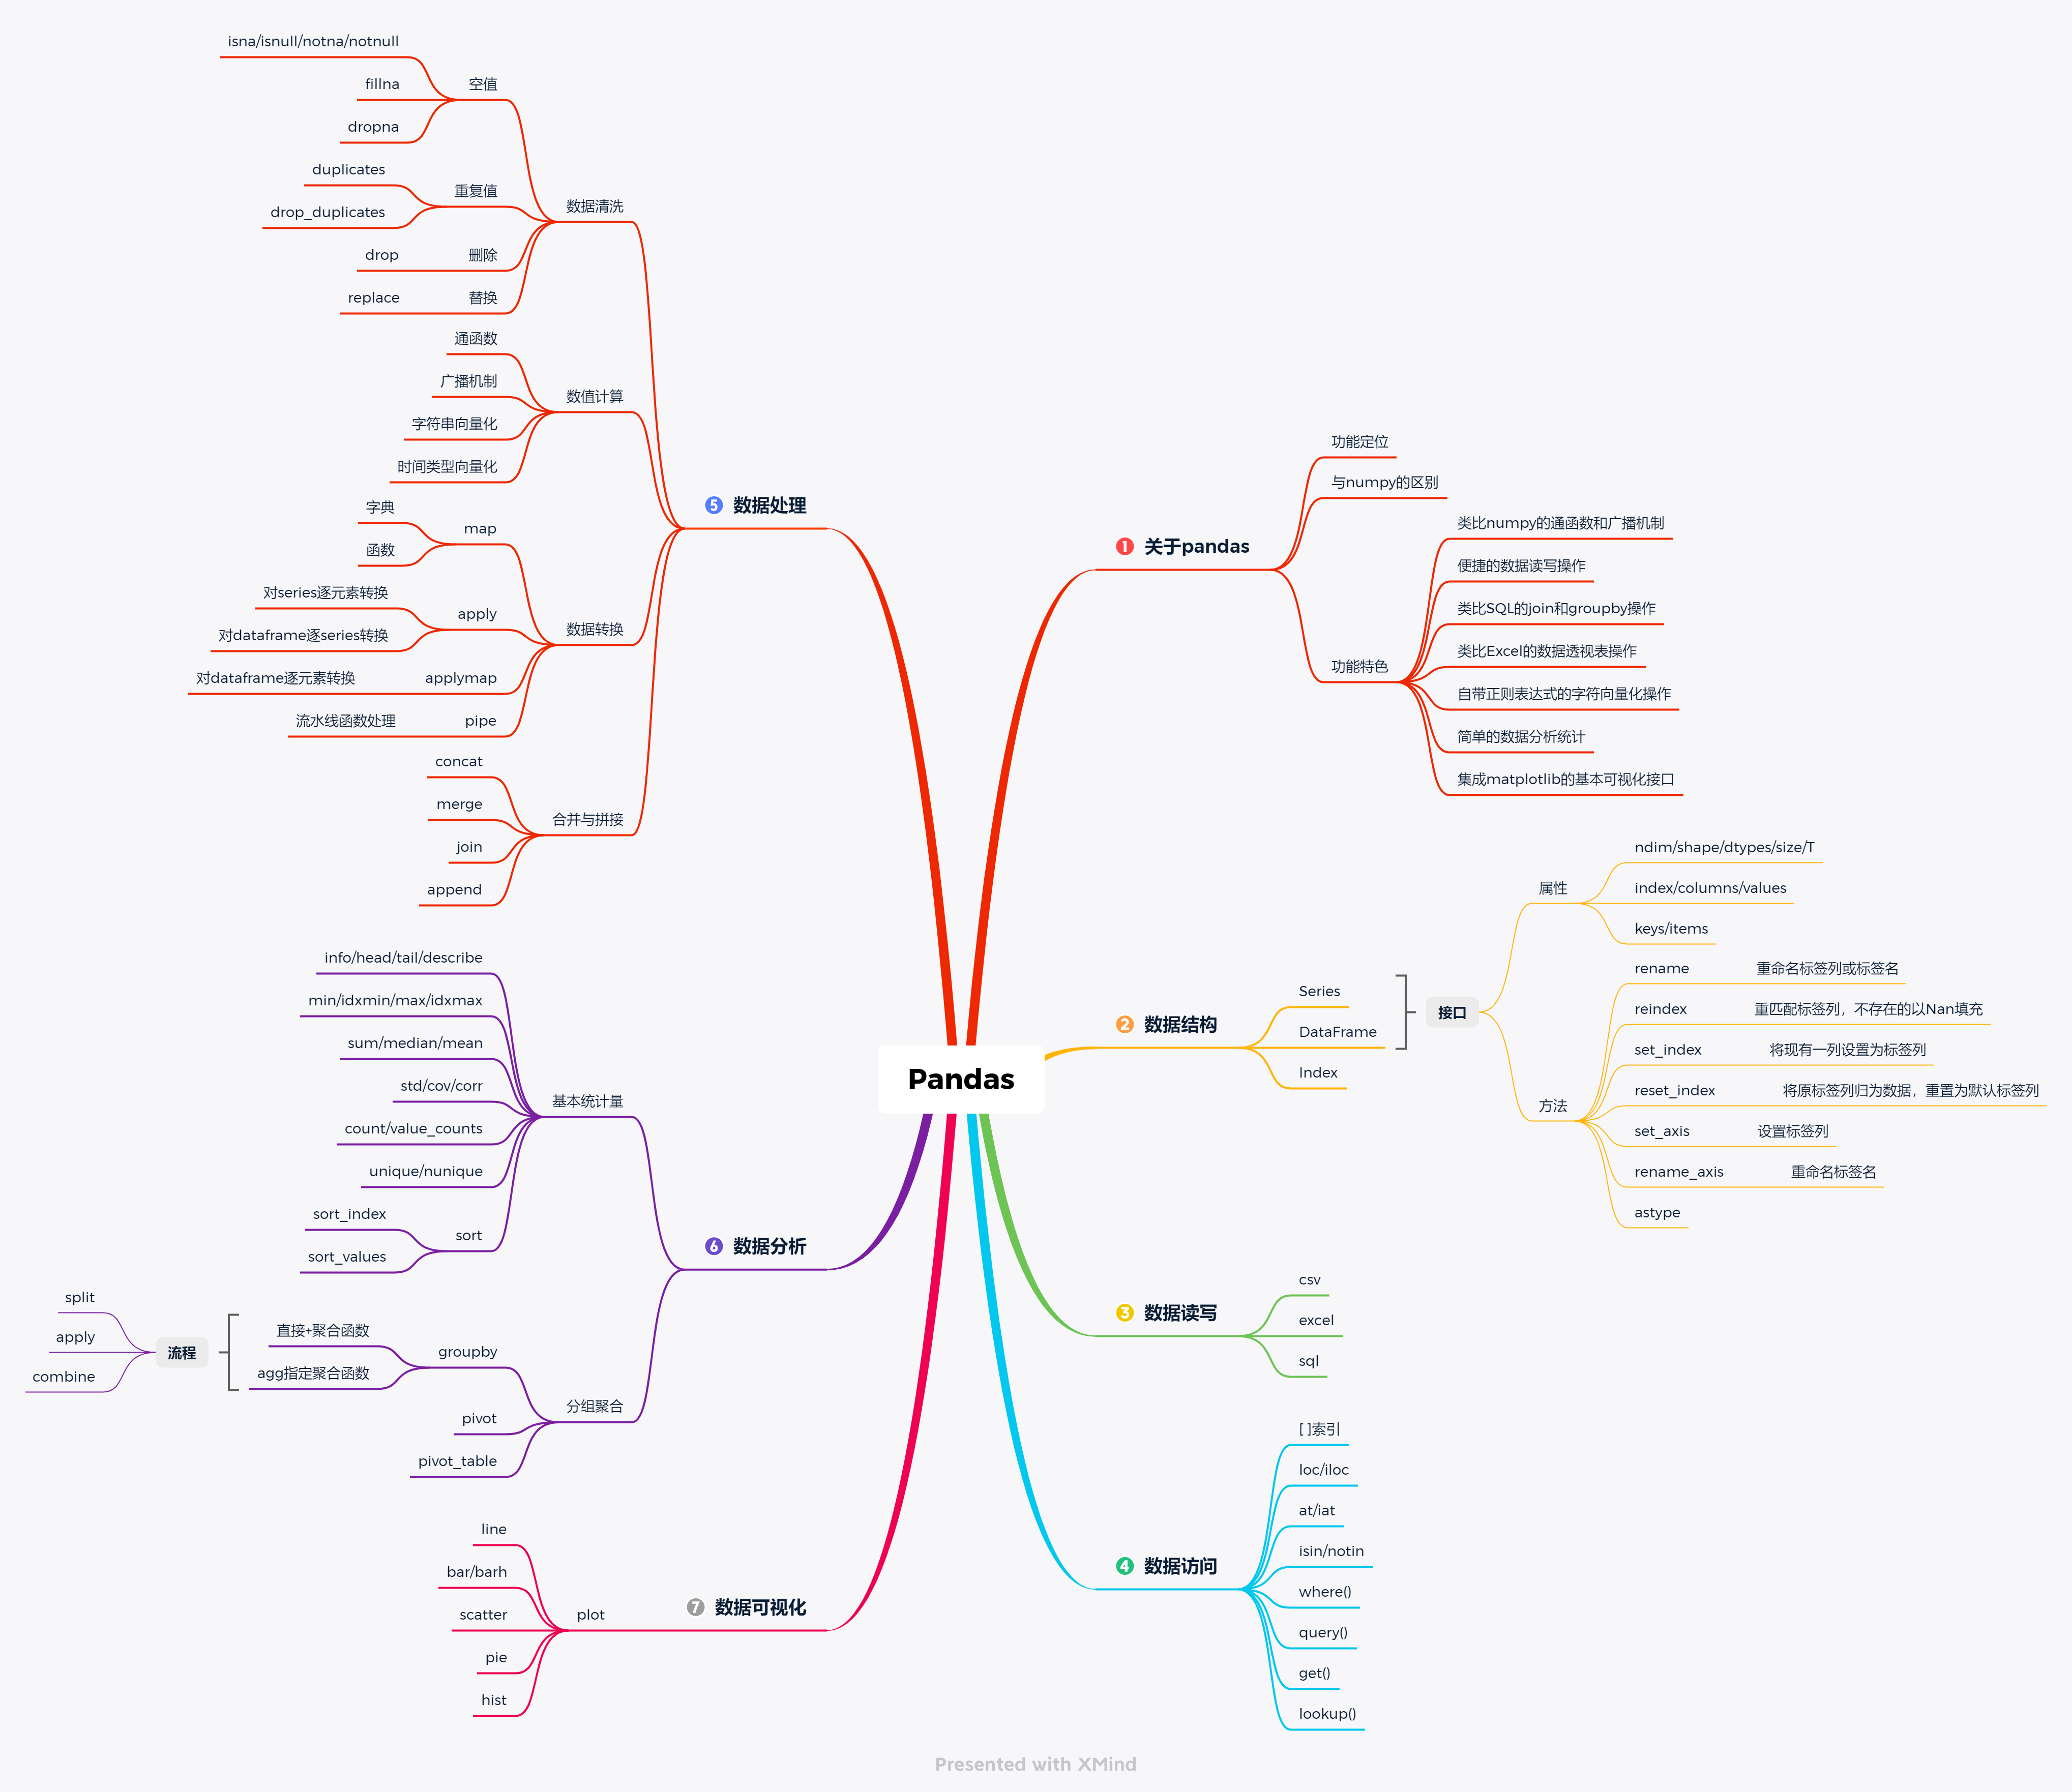 Pandas
1 关于pandas
功能定位
与numpy的区别
功能特色
类比numpy的通函数和广播机制
便捷的数据读写操作
类比SQL的join和groupby操作
类比Excel的数据透视表操作
自带正则表达式的字符向量化操作
简单的数据分析统计
集成matplotlib的基本可视化接口
2 数据结构
Series
DataFrame
Index
接口
属性
ndim/shape/dtypes/size/T
index/columns/values
keys/items
方法
rename 重命名标签列或标签名
reindex 重匹配标签列，不存在的以Nan填充
set_index 将现有一列设置为标签列
reset_index 将原标签列归为数据，重置为默认标签列
set_axis 设置标签列
rename_axis 重命名标签名
astype
3 数据读写
csv
excel
sql
4 数据访问
[ ]索引
loc/iloc
at/iat
isin/notin
where()
query()
get()
lookup()
5 数据处理
数据清洗
空值
isna/isnull/notna/notnull
fillna
dropna
重复值
duplicates
drop_duplicates
删除
drop
替换
replace
数值计算
通函数
广播机制
字符串向量化
时间类型向量化
数据转换
map
字典
函数
apply
对series逐元素转换
对dataframe逐series转换
applymap
对dataframe逐元素转换
pipe
流水线函数处理
合并与拼接
concat
merge
join
append
6 数据分析
基本统计量
info/head/tail/describe
min/idxmin/max/idxmax
sum/median/mean
std/cov/corr
count/value_counts
unique/nunique
sort
sort_index
sort_values
分组聚合
groupby
直接+聚合函数
agg指定聚合函数
流程
split
apply
combine
pivot
pivot_table
7 数据可视化
plot
line
bar/barh
scatter
pie
hist
Presented with XMind